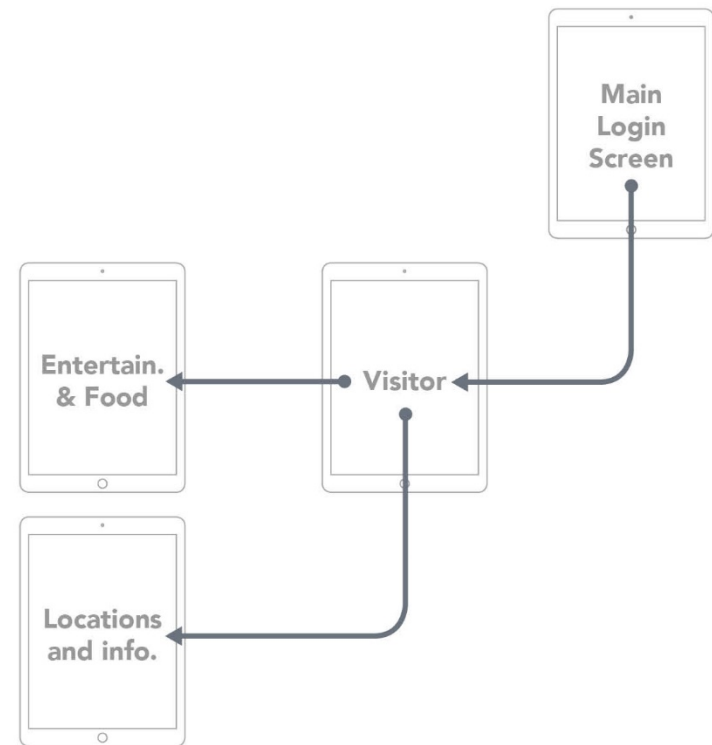 Main
Login
Screen
Entertain.
& Food
Visitor
Locations
and info.